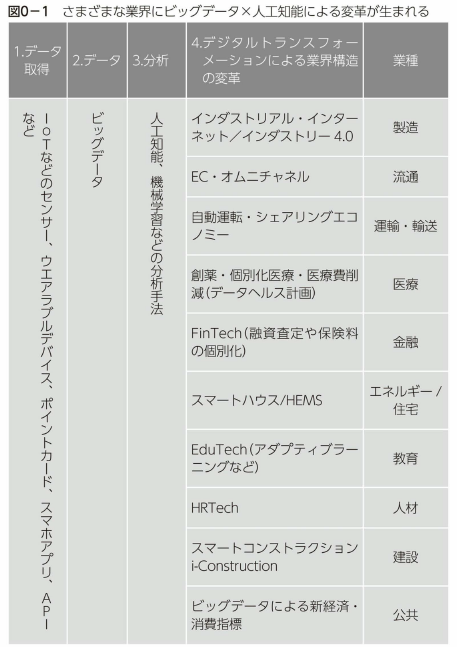 図0−1　さまざまな業界にビッグデータ×人工知能による変革が生まれる
1.データ
取得
2.データ
3.分析
4.デジタルトランスフォー
メーションによる業界構造
の変革
業種
IoTなどのセンサー、ウエアラブルデバイス、ポイントカード、スマホアプリ、API
など
ビッグデータ
人工知能、機械学習などの分析手法
インダストリアル・インター
ネット／インダストリー 4.0
製造
EC・オムニチャネル
流通
自動運転・シェアリングエコ
ノミー
運輸・輸送
創薬・個別化医療・医療費削
減（データヘルス計画）
医療
FinTech（融資査定や保険料
の個別化）
金融
スマートハウス/HEMS
エネルギー /
住宅
EduTech（アダプティブラー
ニングなど）
教育
HRTech
人材
スマートコンストラクション
i-Construction
建設
ビッグデータによる新経済・
消費指標
公共